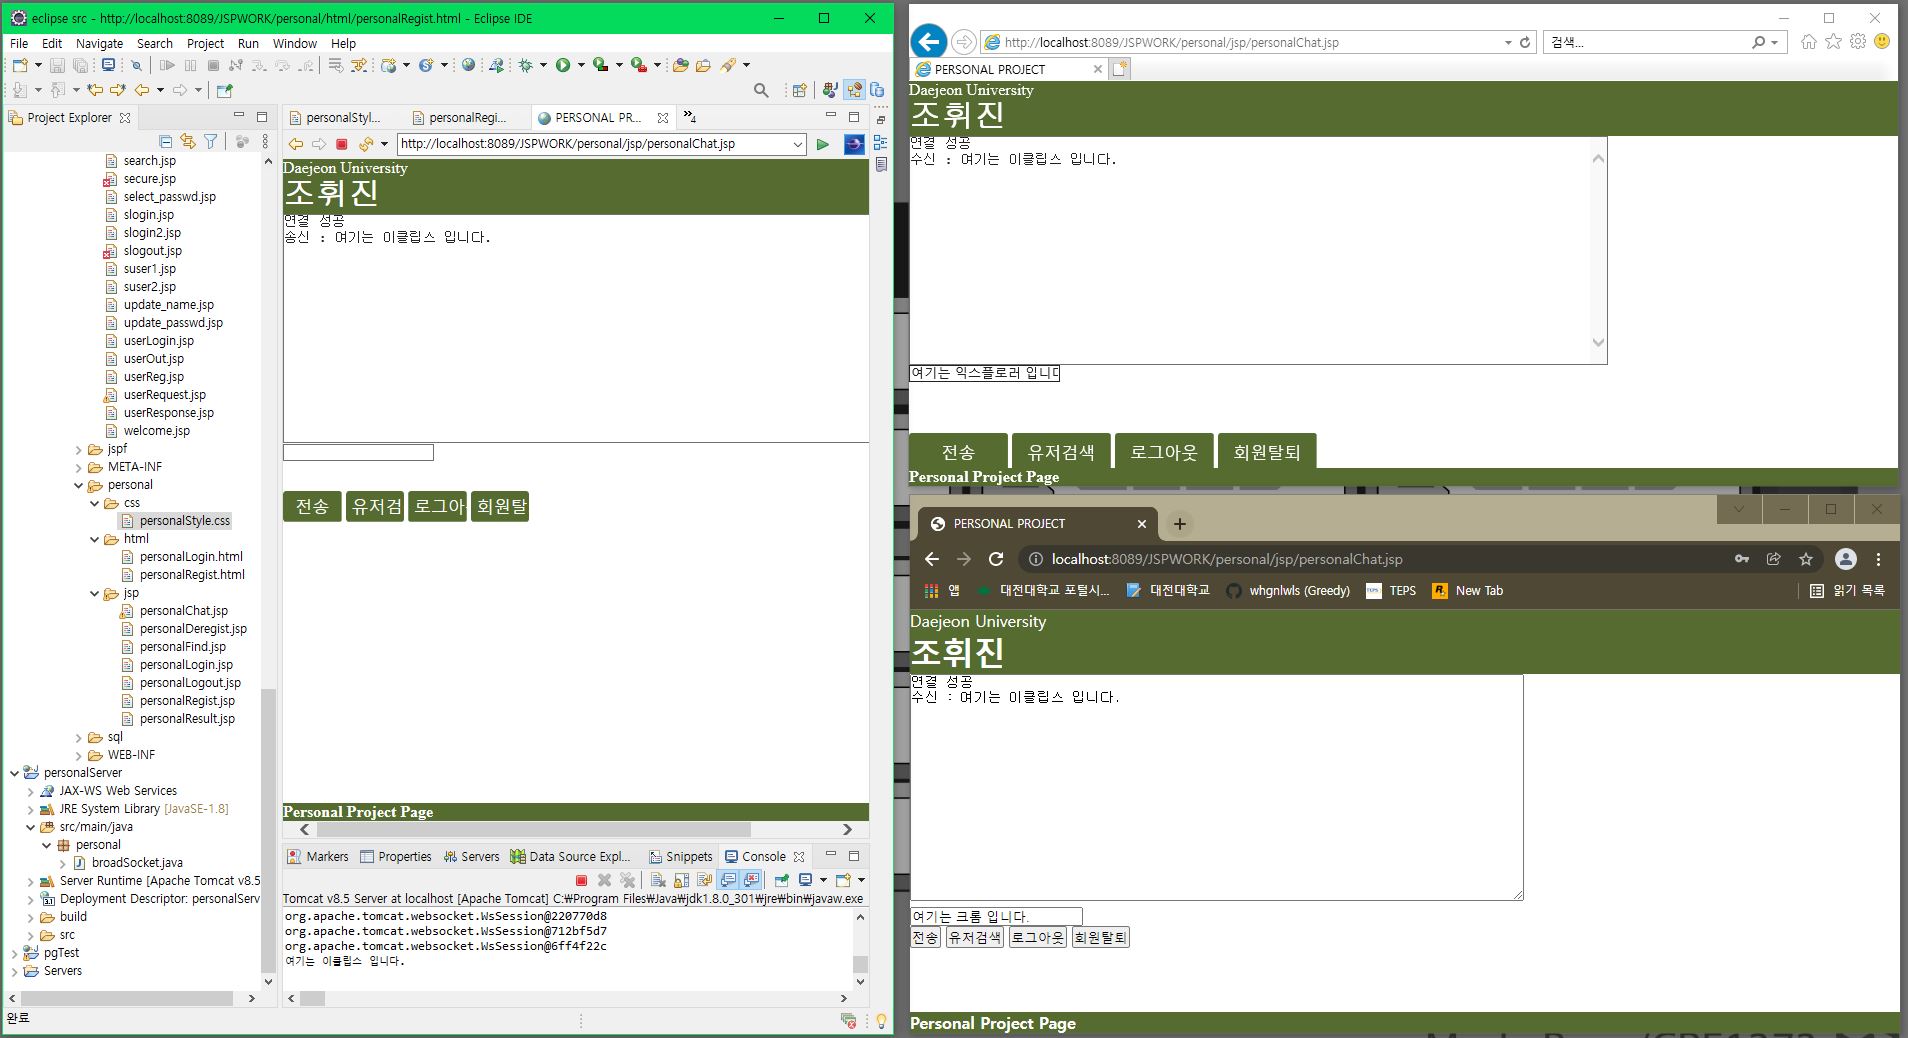 eclipse src - http://localhost:8089/JSPWORK/personal/html/personalRegist.html - Eclipse IDE
File Edit Navigate Search Project Run Window Help
Project Explorer
search.jsp
secure.jsp
select_passwd.jsp
slogin.jsp
slogin2.jsp
slogout.jsp
suser1.jsp
suser2.jsp
update_name.jsp
update_passwd.jsp
userLogin.jsp
userOut.jsp
userReg.jsp
userRequest.jsp
userResponse.jsp
welcome.jsp
jspf
META-INF
personal
css
personalStyle.css
html
personalLogin.html
personalRegist.html
jsp
personalChat.jsp
personalDeregist.jsp
personalFind.jsp
personalLogin.jsp
personalLogout.jsp
personalRegist.jsp
personalResult.jsp
sql
WEB-INF
personalServer
JAX-WS Web Services
JRE System Library [JavaSE-1.8]
src/main/java
personal
broadSocket.java
Server Runtime [Apache Tomcat v8.5
Deployment Descriptor: personalServ
build
src
pgTest
Servers
완료
personalStyl... personalRegi... PERSONAL PR... »4
http://localhost:8089/JSPWORK/personal/jsp/personalChat.jsp
Daejeon University
조휘진
연결 성공
송신 : 여기는 이클립스 입니다.
전송 유저검 로그아 회원탈
Personal Project Page
Markers Properties Servers Data Source Expl... Snippets Console
Tomcat v8.5 Server at localhost [Apache Tomcat] C:₩Program Files₩Java₩jdk1.8.0_301₩jre₩bin₩javaw.exe
org.apache.tomcat.websocket.WsSession@220770d8
org.apache.tomcat.websocket.WsSession@712bf5d7
org.apache.tomcat.websocket.WsSession@6ff4f22c
여기는 이클립스 입니다.
http://localhost:8089/JSPWORK/personal/jsp/personalChat.jsp 검색...
PERSONAL PROJECT
Daejeon University
조휘진
연결 성공
수신 : 여기는 이클립스 입니다.
여기는 익스플로러 입니다
전송 유저검색 로그아웃 회원탈퇴
Personal Project Page
PERSONAL PROJECT
localhost:8089/JSPWORK/personal/jsp/personalChat.jsp
앱 대전대학교 포털시... 대전대학교 whgnlwls (Greedy) TEPS New Tab 읽기 목록
Daejeon University
조휘진
연결 성공
수신 : 여기는 이클립스 입니다.
여기는 크롬 입니다.
전송 유저검색 로그아웃 회원탈퇴
Personal Project Page